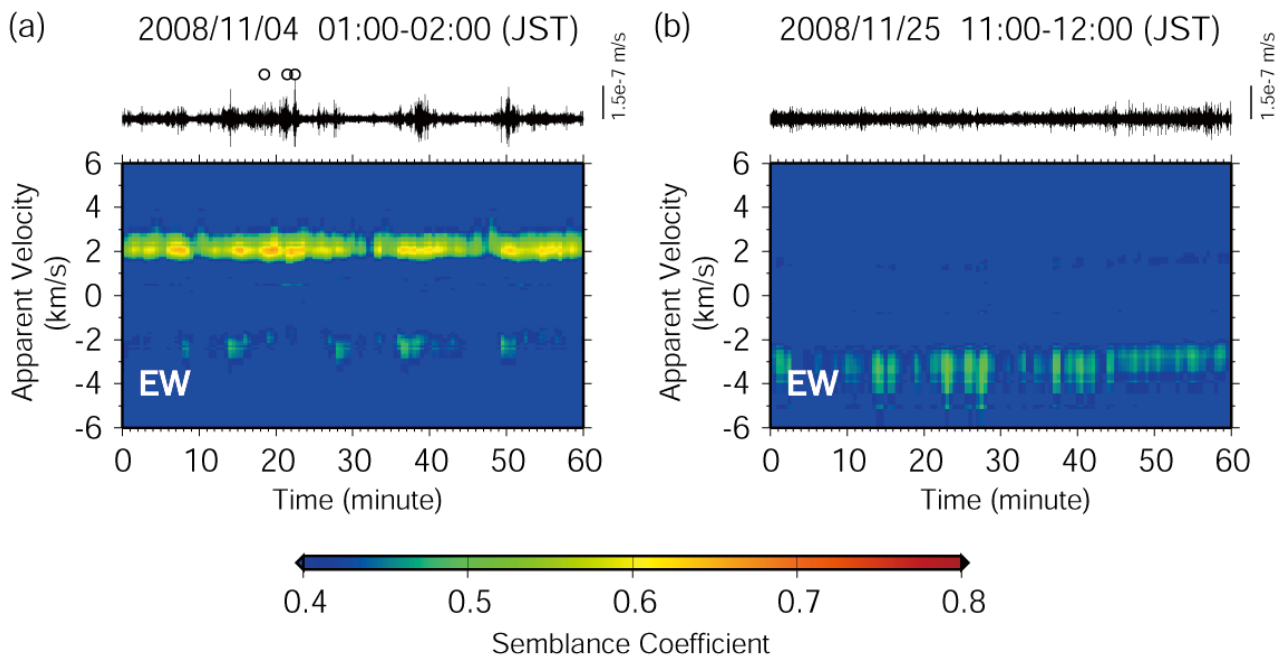 (a) 2008/11/04 01:00-02:00 (JST)
1.5e-7 m/s
Apparent Velocity
(km/s)
6
4
2
0
-2
-4
-6
EW
0 10 20 30 40 50 60
Time (minute)
(b) 2008/11/25 11:00-12:00 (JST)
1.5e-7 m/s
Apparent Velocity
(km/s)
6
4
2
0
-2
-4
-6
EW
0 10 20 30 40 50 60
Time (minute)
0.4 0.5 0.6 0.7 0.8
Semblance Coefficient